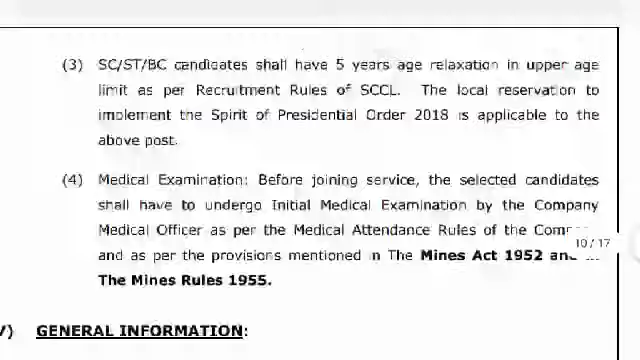 (3) SC/ST/BC candidates shall have 5 years age relaxation in upper age
limit as per Recruitment Rules of SCCL. The local reservation to
implement the Spirit of Presidential Order 2018 is applicable to the
above post.
(4) Medical Examination: Before joining service, the selected candidates
shall have to undergo Initial Medical Examination by the Company
Medical Officer as per the Medical Attendance Rules of the
10/17
and as per the provisions mentioned in The Mines Act 1952
The Mines Rules 1955.
GENERAL INFORMATION: